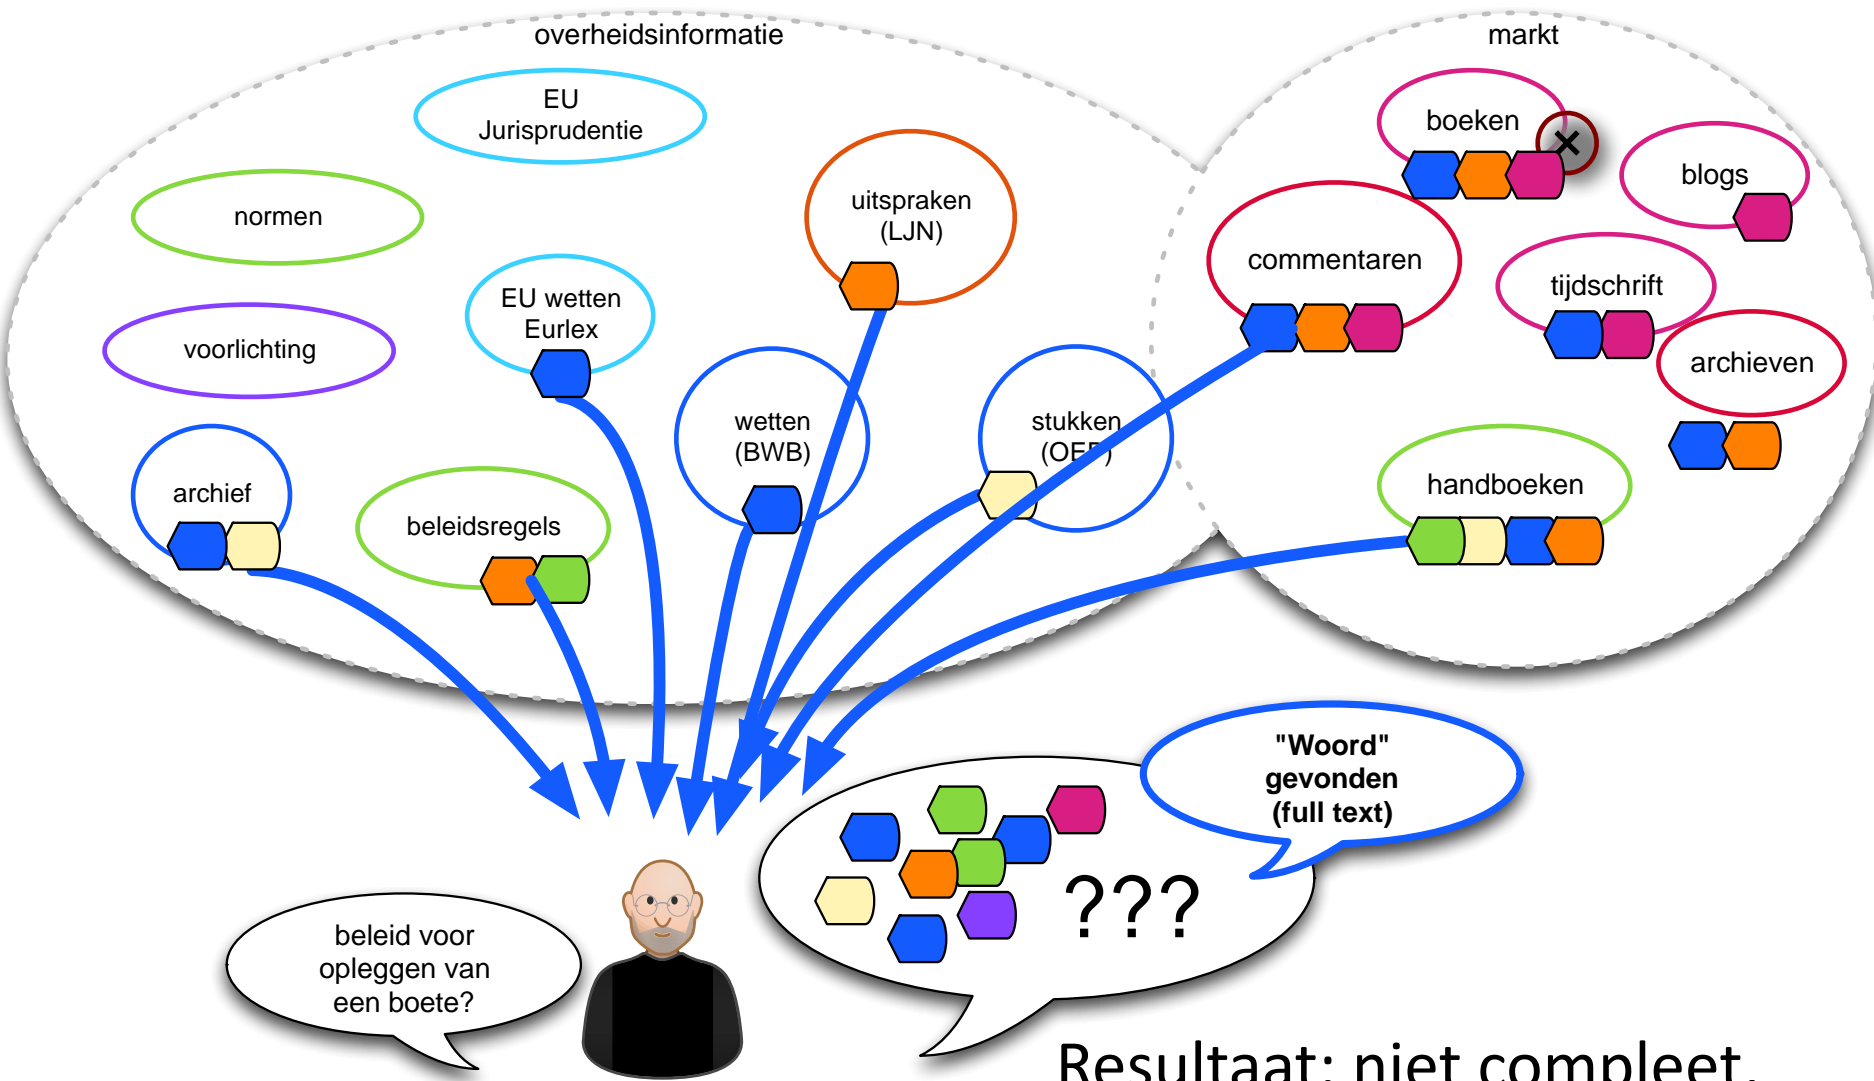 overheidsinformatie
markt
EU
Jurisprudentie
boeken
blogs
normen
uitspraken
(LJN)
commentaren
tijdschrift
EU wetten
Eurlex
voorlichting
archieven
wetten
(BWB)
stukken
(OEP)
archief
beleidsregels
handboeken
"Woord"
gevonden
(full text)
???
beleid voor
opleggen van
een boete?
Resultaat: niet compleet,